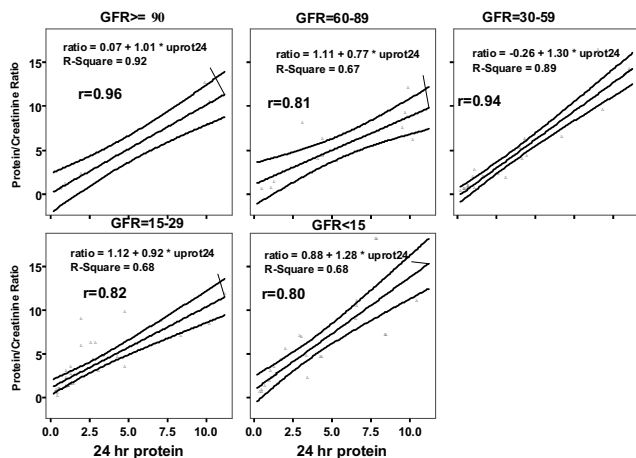 GFR>= 90
GFR=60-89
GFR=30-59
ratio = 0.07 + 1.01 * uprot24
R-Square = 0.92
r=0.96
ratio = 1.11 + 0.77 * uprot24
R-Square = 0.67
r=0.81
ratio = -0.26 + 1.30 * uprot24
R-Square = 0.89
r=0.94
Protein/Creatinine Ratio
15
10
5
0
GFR=15-29
GFR<15
ratio = 1.12 + 0.92 * uprot24
R-Square = 0.68
r=0.82
ratio = 0.88 + 1.28 * uprot24
R-Square = 0.68
r=0.80
Protein/Creatinine Ratio
15
10
5
0
0.0 2.5 5.0 7.5 10.0
0.0 2.5 5.0 7.5 10.0
24 hr protein
24 hr protein